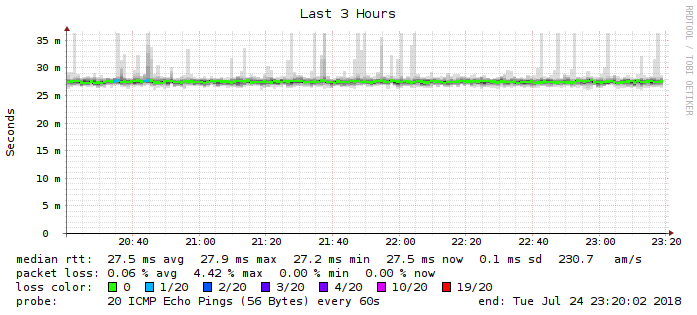 Last 3 Hours
RRDTOOL / TOBI OETIKER
Seconds
35 m
30 m
25 m
20 m
15 m
10 m
5 m
0
20:40 21:00 21:20 21:40 22:00 22:20 22:40 23:00 23:20
median rtt: 27.5 ms avg 27.9 ms max 27.2 ms min 27.5 ms now 0.1 ms sd 230.7 am/s
packet loss: 0.06 % avg 4.42 % max 0.00 % min 0.00 % now
loss color: 0 1/20 2/20 3/20 4/20 10/20 19/20
probe: 20 ICMP Echo Pings (56 Bytes) every 60s end: Tue Jul 24 23:20:02 2018